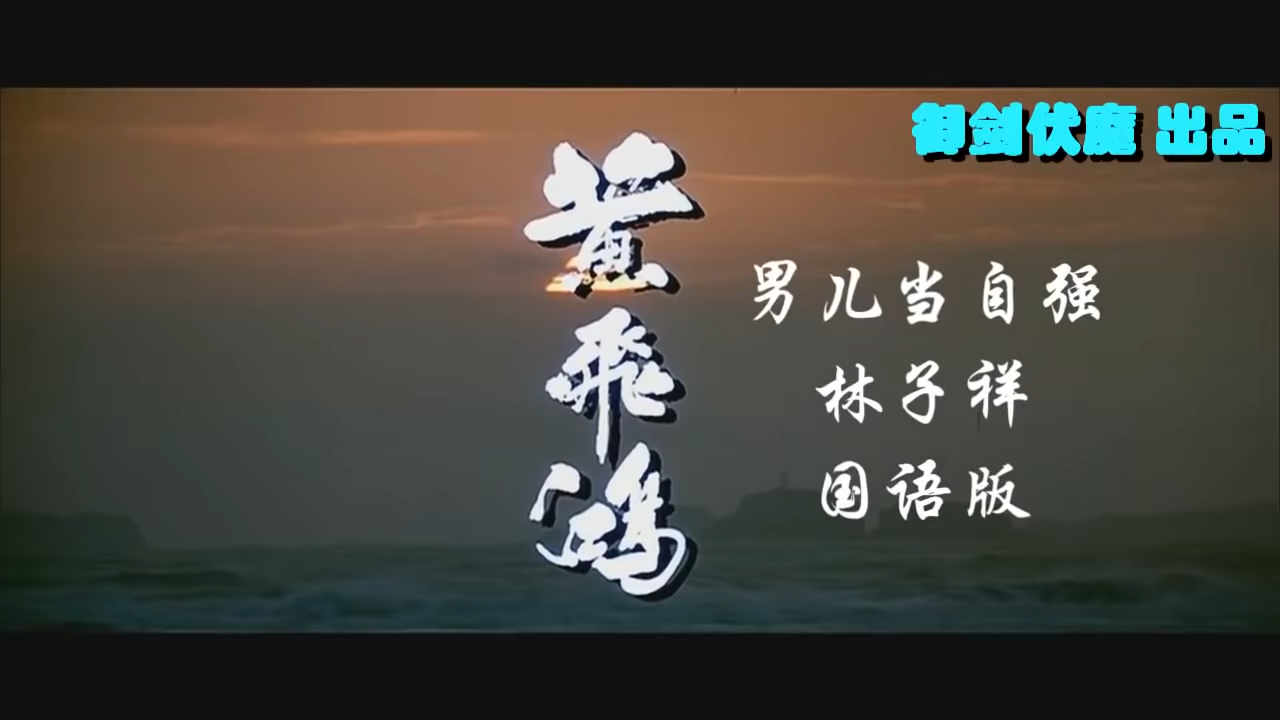 御剑伏魔 出品
黄飛鴻
男儿当自强
林子祥
国语版